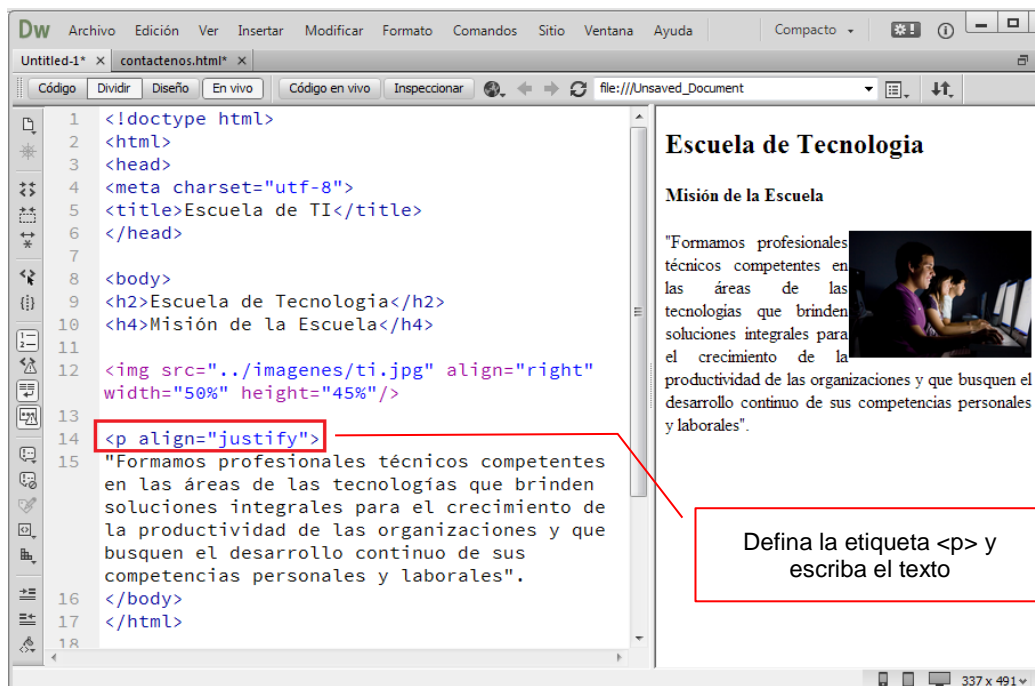 Dw Archivo Edición Ver Insertar Modificar Formato Comandos Sitio Ventana Ayuda Compacto
Untitled-1* × contactenos.html* ×
Código Dividir Diseño En vivo Código en vivo Inspeccionar file:///Unsaved_Document
1 <!doctype html>
2 <html>
3 <head>
4 <meta charset="utf-8">
5 <title>Escuela de TI</title>
6 </head>
7
8 <body>
9 <h2>Escuela de Tecnologia</h2>
10 <h4>Misión de la Escuela</h4>
11
12 <img src="../imagenes/ti.jpg" align="right"
width="50%" height="45%"/>
13
14 <p align="justify">
15 "Formamos profesionales técnicos competentes
en las áreas de las tecnologías que brinden
soluciones integrales para el crecimiento de
la productividad de las organizaciones y que
busquen el desarrollo continuo de sus
competencias personales y laborales".
16 </body>
17 </html>
18
Escuela de Tecnologia
Misión de la Escuela
"Formamos profesionales
técnicos competentes en
las áreas de las
tecnologías que brinden
soluciones integrales para
el crecimiento de la
productividad de las organizaciones y que busquen el
desarrollo continuo de sus competencias personales
y laborales".
Defina la etiqueta <p> y
escriba el texto
337 x 491